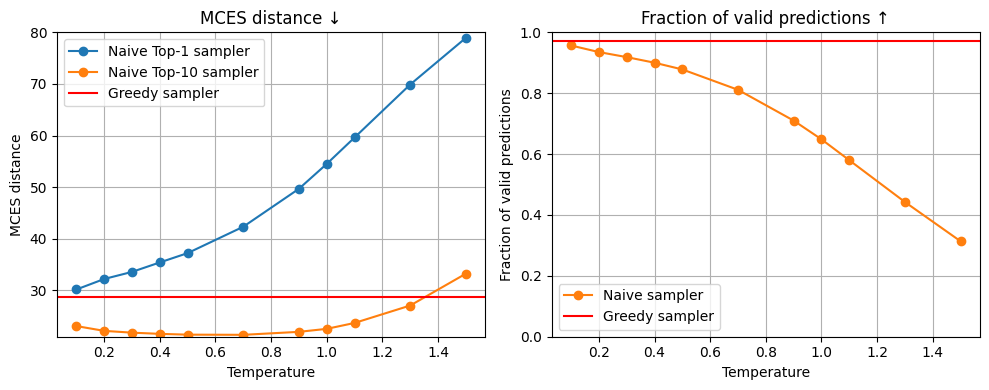 MCES distance ↓
MCES distance
80
70
60
50
40
30
Naive Top-1 sampler
Naive Top-10 sampler
Greedy sampler
0.2 0.4 0.6 0.8 1.0 1.2 1.4
Temperature
Fraction of valid predictions ↑
Fraction of valid predictions
1.0
0.8
0.6
0.4
0.2
0.0
Naive sampler
Greedy sampler
0.2 0.4 0.6 0.8 1.0 1.2 1.4
Temperature